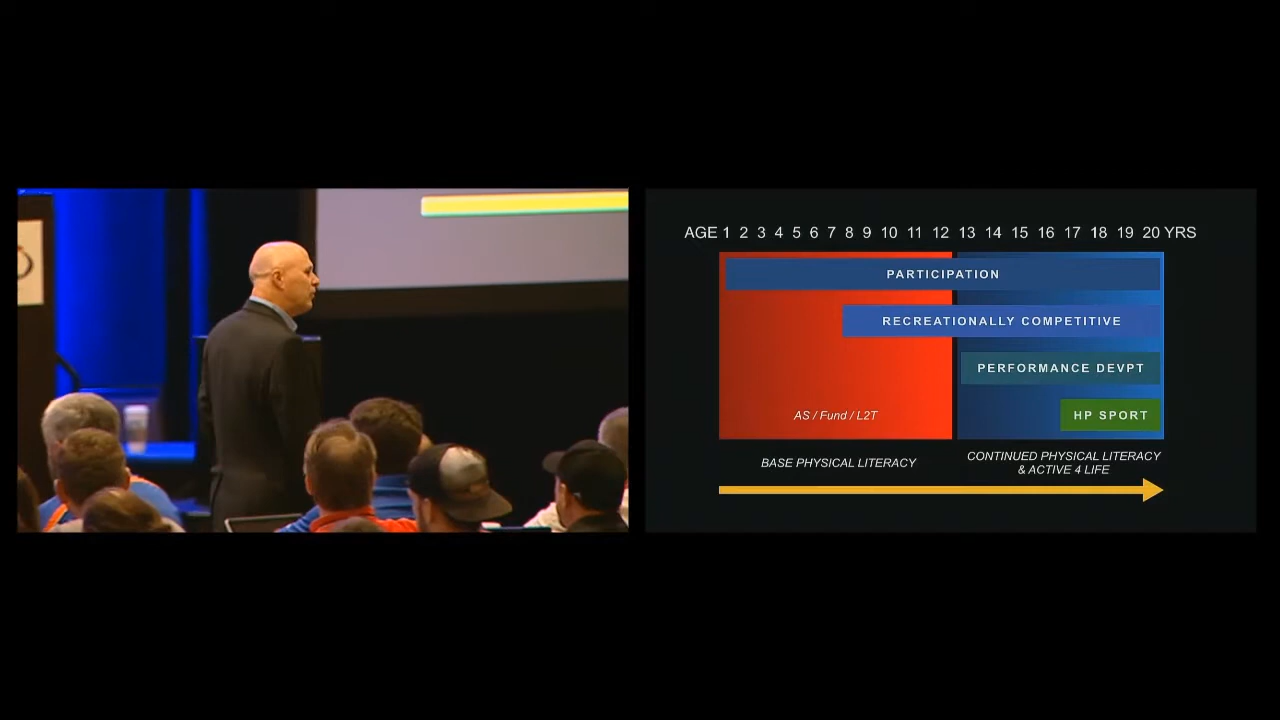 AGE 1 2 3 4 5 6 7 8 9 10 11 12 13 14 15 16 17 18 19 20 YRS
PARTICIPATION
RECREATIONALLY COMPETITIVE
PERFORMANCE DEVPT
AS / Fund / L2T
HP SPORT
BASE PHYSICAL LITERACY
CONTINUED PHYSICAL LITERACY
& ACTIVE 4 LIFE